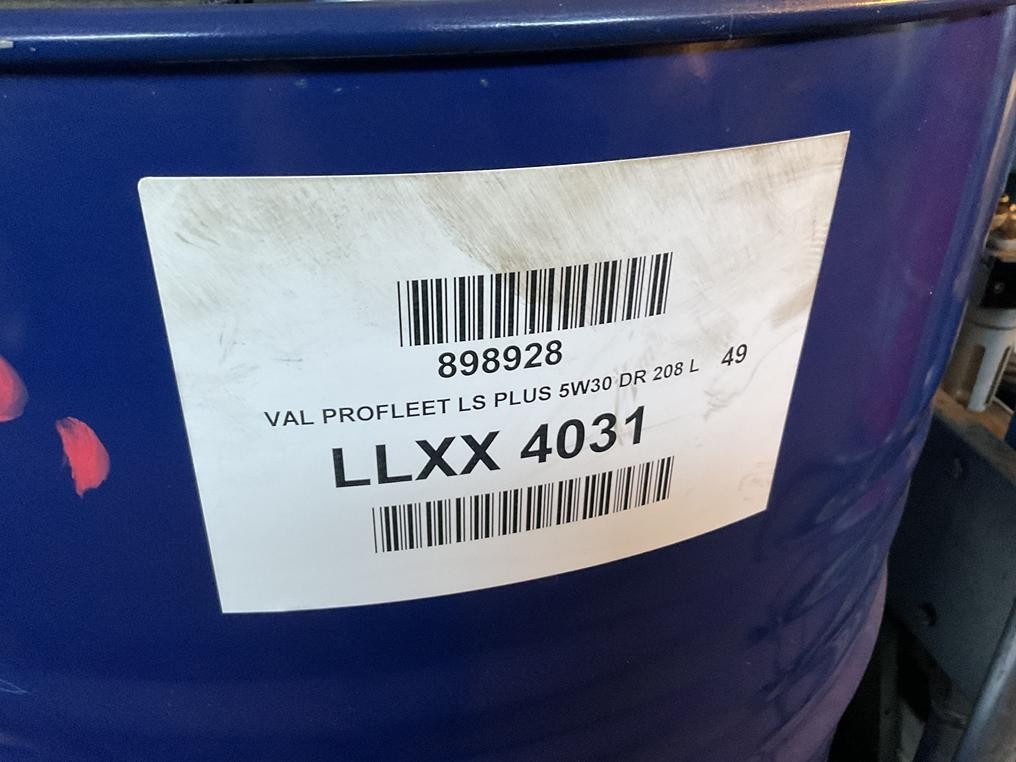 898928
VAL PROFLEET LS PLUS 5W30 DR 208 L 49
LLXX 4031